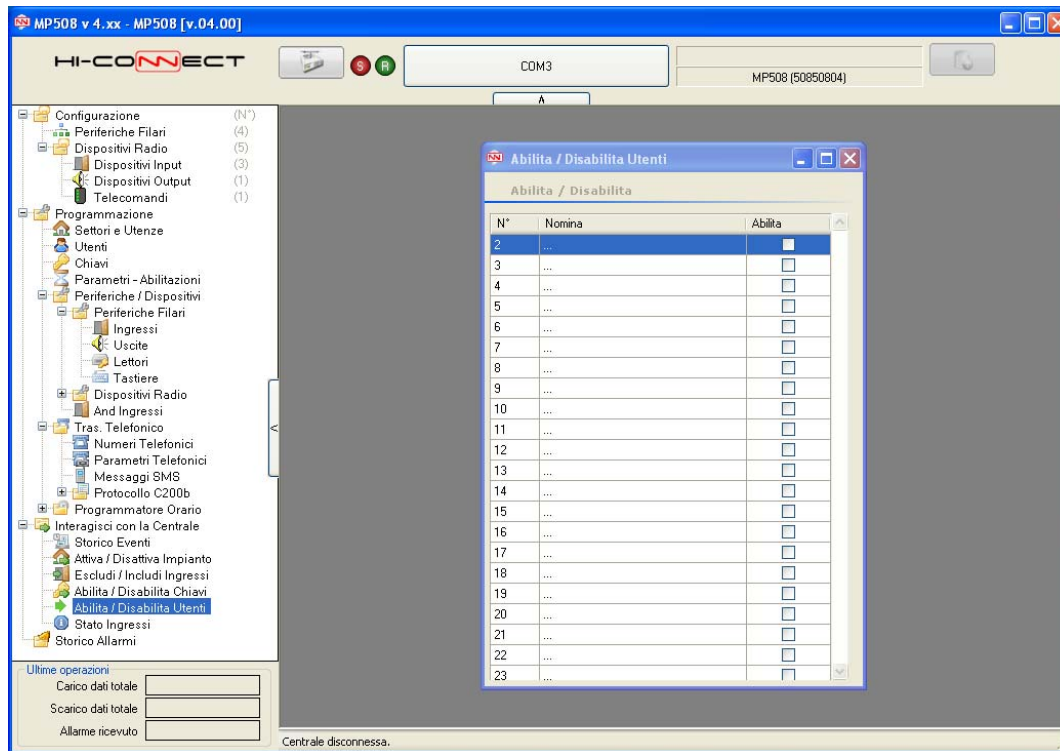 MP508 v 4.xx - MP508 [v.04.00]
HI-CONNECT
S R
COM3
MP508 (50850804)
Configurazione (N°)
Periferiche Filari (4)
Dispositivi Radio (5)
Dispositivi Input (3)
Dispositivi Output (1)
Telecomandi (1)
Programmazione
Settori e Utenze
Utenti
Chiavi
Parametri - Abilitazioni
Periferiche / Dispositivi
Periferiche Filari
Ingressi
Uscite
Lettori
Tastiere
Dispositivi Radio
And Ingressi
Tras. Telefonico
Numeri Telefonici
Parametri Telefonici
Messaggi SMS
Protocollo C200b
Programmatore Orario
Interagisci con la Centrale
Storico Eventi
Attiva / Disattiva Impianto
Escludi / Includi Ingressi
Abilita / Disabilita Chiavi
Abilita / Disabilita Utenti
Stato Ingressi
Storico Allarmi
<
Ultime operazioni
Carico dati totale
Scarico dati totale
Allarme ricevuto
Abilita / Disabilita Utenti
Abilita / Disabilita
N° Nomina Abilita
2 ...
3 ...
4 ...
5 ...
6 ...
7 ...
8 ...
9 ...
10 ...
11 ...
12 ...
13 ...
14 ...
15 ...
16 ...
17 ...
18 ...
19 ...
20 ...
21 ...
22 ...
23 ...
Centrale disconnessa.